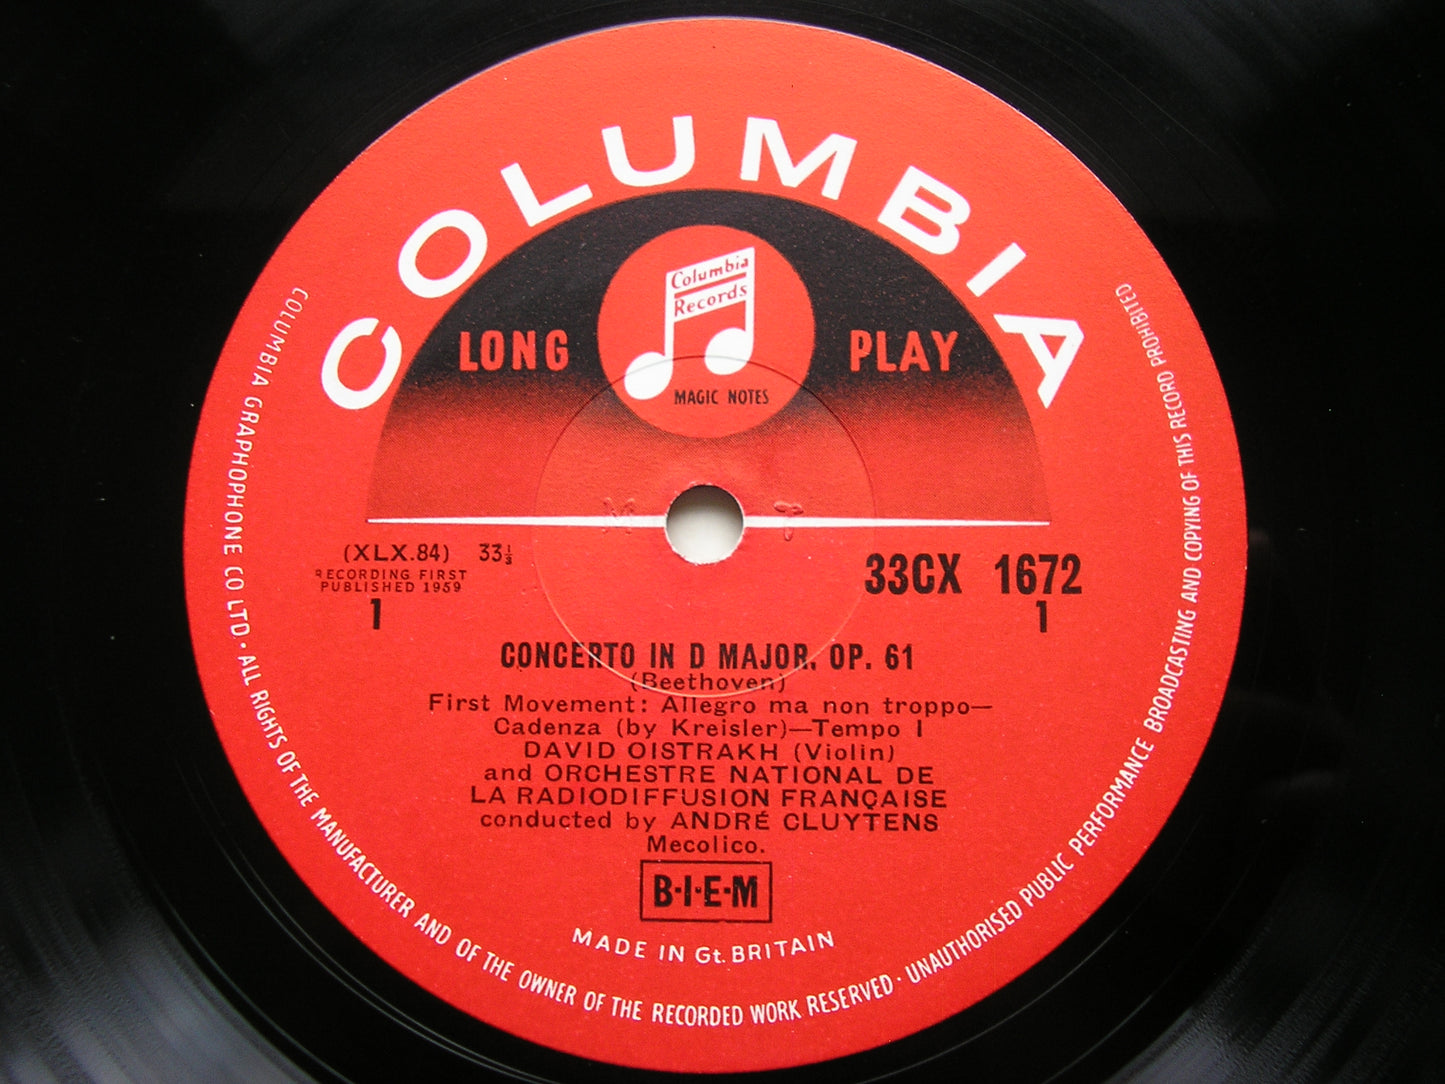 COLUMBIA
Columbia
Records
LONG PLAY
MAGIC NOTES
M T
(XLX.84) 33⅓
RECORDING FIRST
PUBLISHED 1959
1
33CX 1672
1
CONCERTO IN D MAJOR, OP. 61
(Beethoven)
First Movement: Allegro ma non troppo—
Cadenza (by Kreisler)—Tempo I
DAVID OISTRAKH (Violin)
and ORCHESTRE NATIONAL DE
LA RADIODIFFUSION FRANÇAISE
conducted by ANDRÉ CLUYTENS
Mecolico.
B·I·E·M
MADE IN Gt. BRITAIN
COLUMBIA GRAPHOPHONE CO LTD · ALL RIGHTS OF THE MANUFACTURER AND OF THE OWNER OF THE RECORDED WORK RESERVED · UNAUTHORISED PUBLIC PERFORMANCE BROADCASTING AND COPYING OF THIS RECORD PROHIBITED